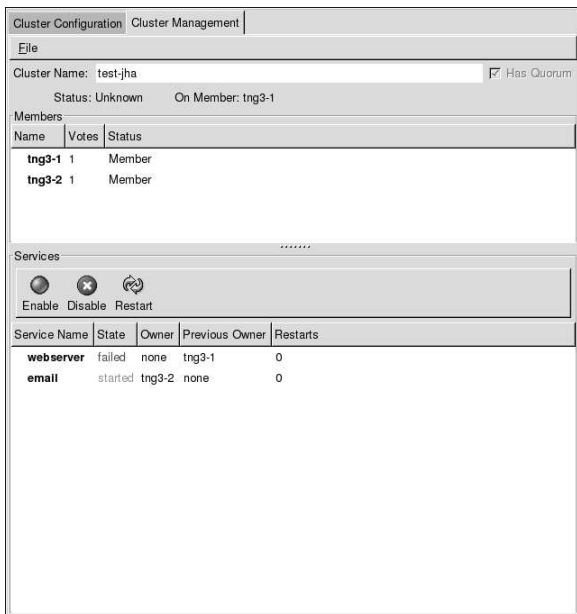 Cluster Configuration Cluster Management
File
Cluster Name: test-jha Has Quorum
Status: Unknown On Member: tng3-1
Members
Name Votes Status
tng3-1 1 Member
tng3-2 1 Member
Services
Enable Disable Restart
Service Name State Owner Previous Owner Restarts
webserver failed none tng3-1 0
email started tng3-2 none 0